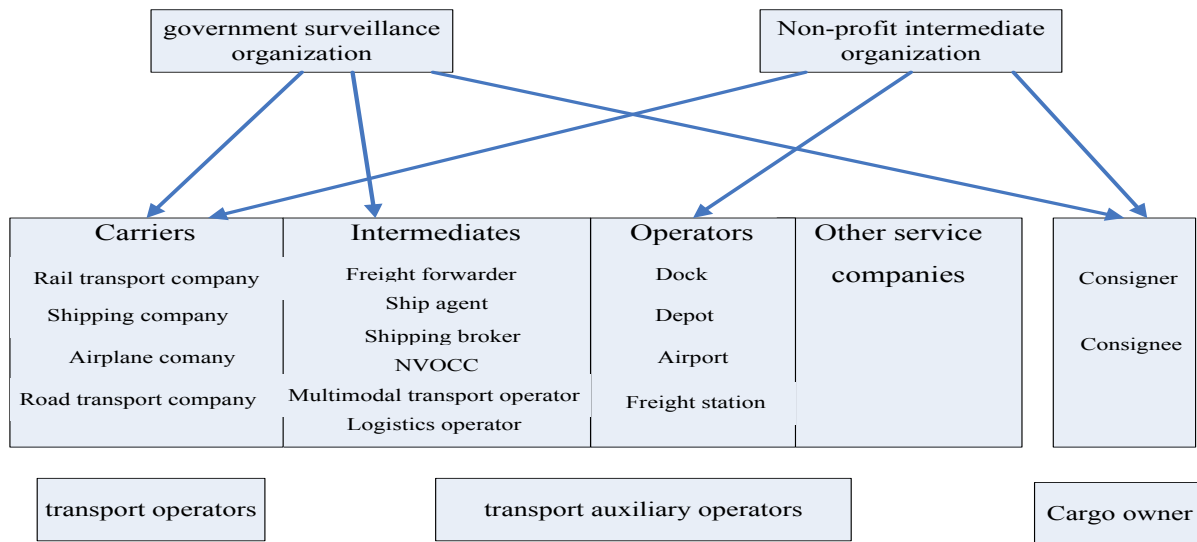 government surveillance
organization
Non-profit intermediate
organization
Carriers
Rail transport company
Shipping company
Airplane comany
Road transport company
Intermediates
Freight forwarder
Ship agent
Shipping broker
NVOCC
Multimodal transport operator
Logistics operator
Operators
Dock
Depot
Airport
Freight station
Other service
companies
Consigner
Consignee
transport operators
transport auxiliary operators
Cargo owner